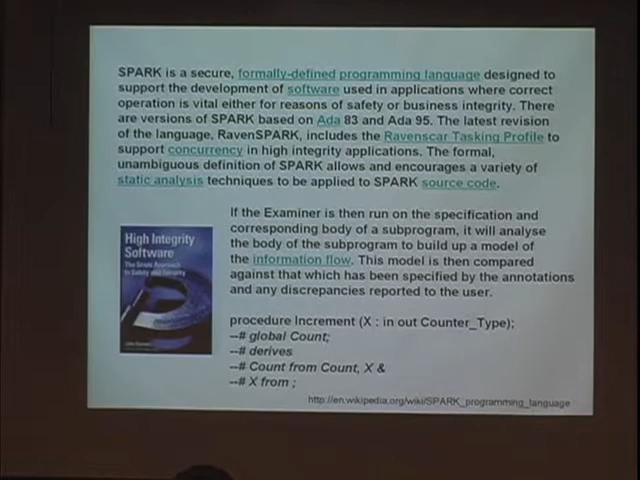 SPARK is a secure, formally-defined programming language designed to
support the development of software used in applications where correct
operation is vital either for reasons of safety or business integrity. There
are versions of SPARK based on Ada 83 and Ada 95. The latest revision
of the language, RavenSPARK, includes the Ravenscar Tasking Profile to
support concurrency in high integrity applications. The formal,
unambiguous definition of SPARK allows and encourages a variety of
static analysis techniques to be applied to SPARK source code.
If the Examiner is then run on the specification and
corresponding body of a subprogram, it will analyse
the body of the subprogram to build up a model of
the information flow. This model is then compared
against that which has been specified by the annotations
and any discrepancies reported to the user.
High Integrity
Software
The Spark Approach
to Safety and Security
procedure Increment (X : in out Counter_Type);
--# global Count;
--# derives
--# Count from Count, X &
--# X from ;
http://en.wikipedia.org/wiki/SPARK_programming_language